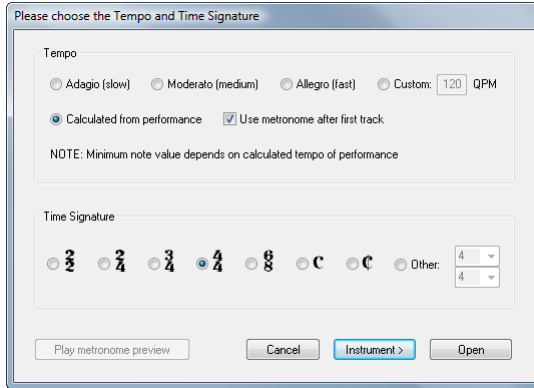 Please choose the Tempo and Time Signature
Tempo
Adagio (slow) Moderato (medium) Allegro (fast) Custom: 120 QPM
Calculated from performance Use metronome after first track
NOTE: Minimum note value depends on calculated tempo of performance
Time Signature
2/2 2/4 3/4 4/4 6/8 C ¢ Other: 4
4
Play metronome preview Cancel Instrument > Open